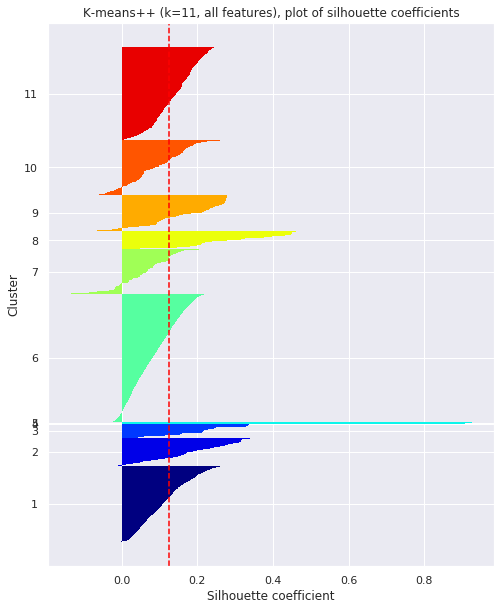 K-means++ (k=11, all features), plot of silhouette coefficients
11
10
9
8
7
6
3
2
1
Cluster
0.0 0.2 0.4 0.6 0.8
Silhouette coefficient